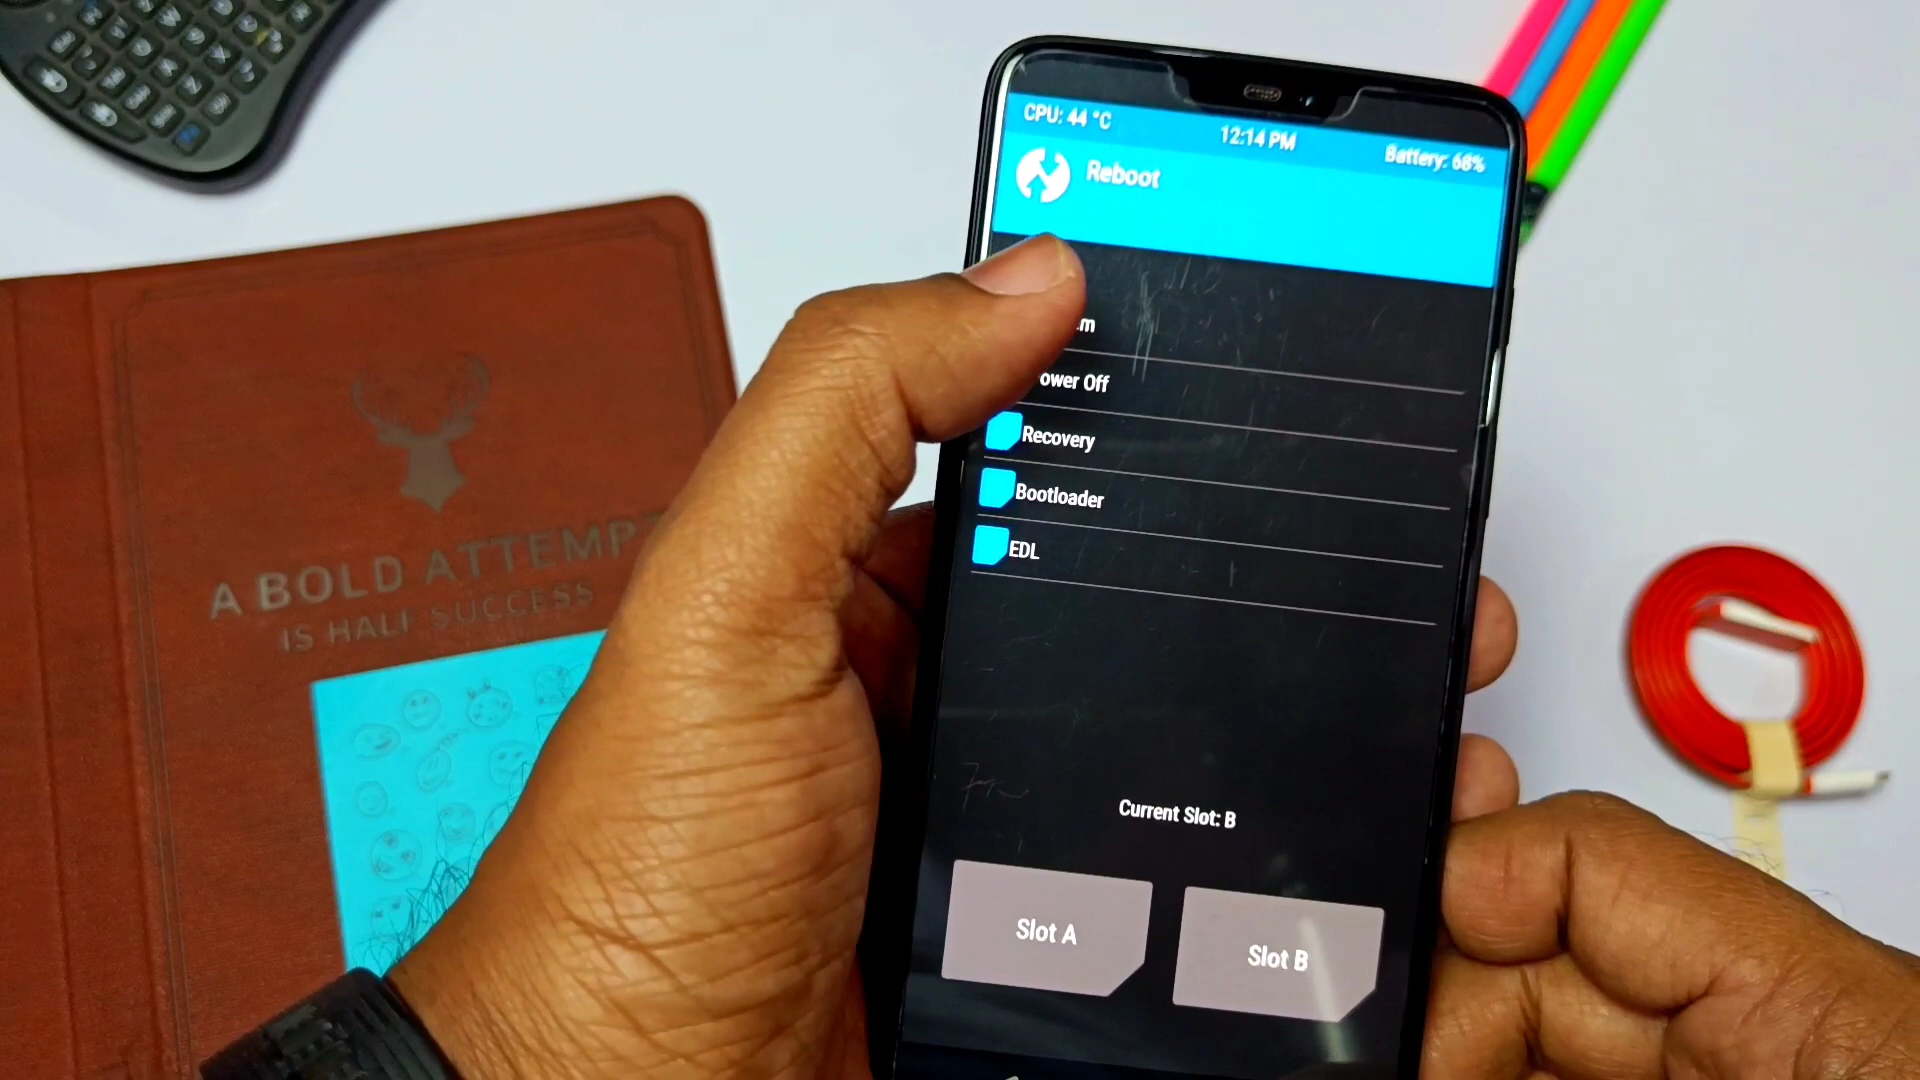 CPU: 44 °C
12:14 PM
Battery: 68%
Reboot
m
ower Off
Recovery
Bootloader
EDL
Current Slot: B
Slot A
Slot B
A BOLD ATTEMPT
IS HALF SUCCESS